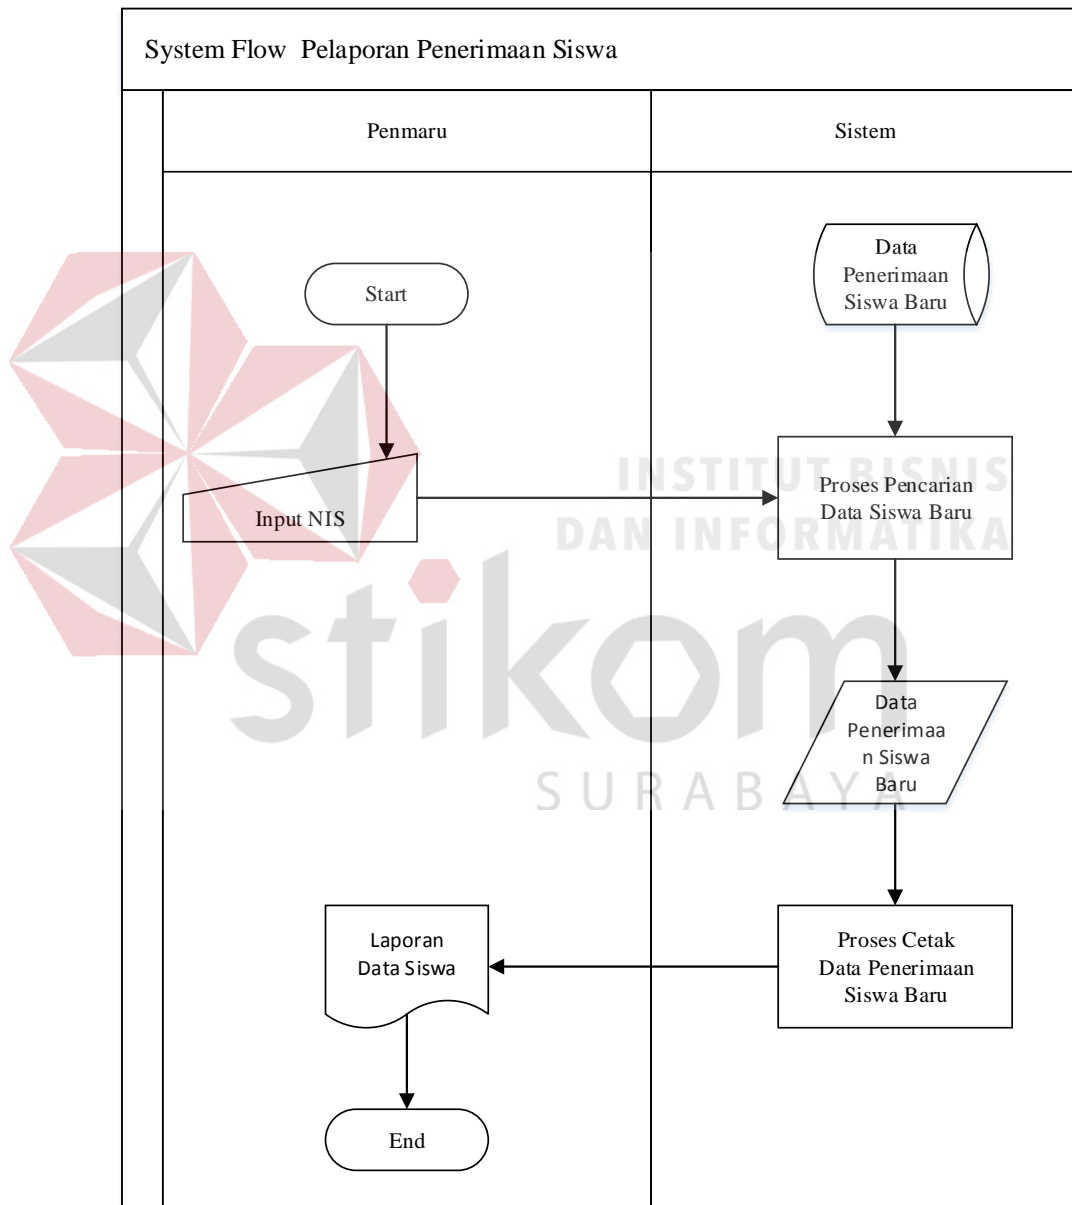 System Flow Pelaporan Penerimaan Siswa
Penmaru
Sistem
Start
Data
Penerimaan
Siswa Baru
Input NIS
Proses Pencarian
Data Siswa Baru
INSTITUT BISNIS
DAN INFORMATIKA
stikom
SURABAYA
Data
Penerimaa
n Siswa
Baru
Laporan
Data Siswa
Proses Cetak
Data Penerimaan
Siswa Baru
End